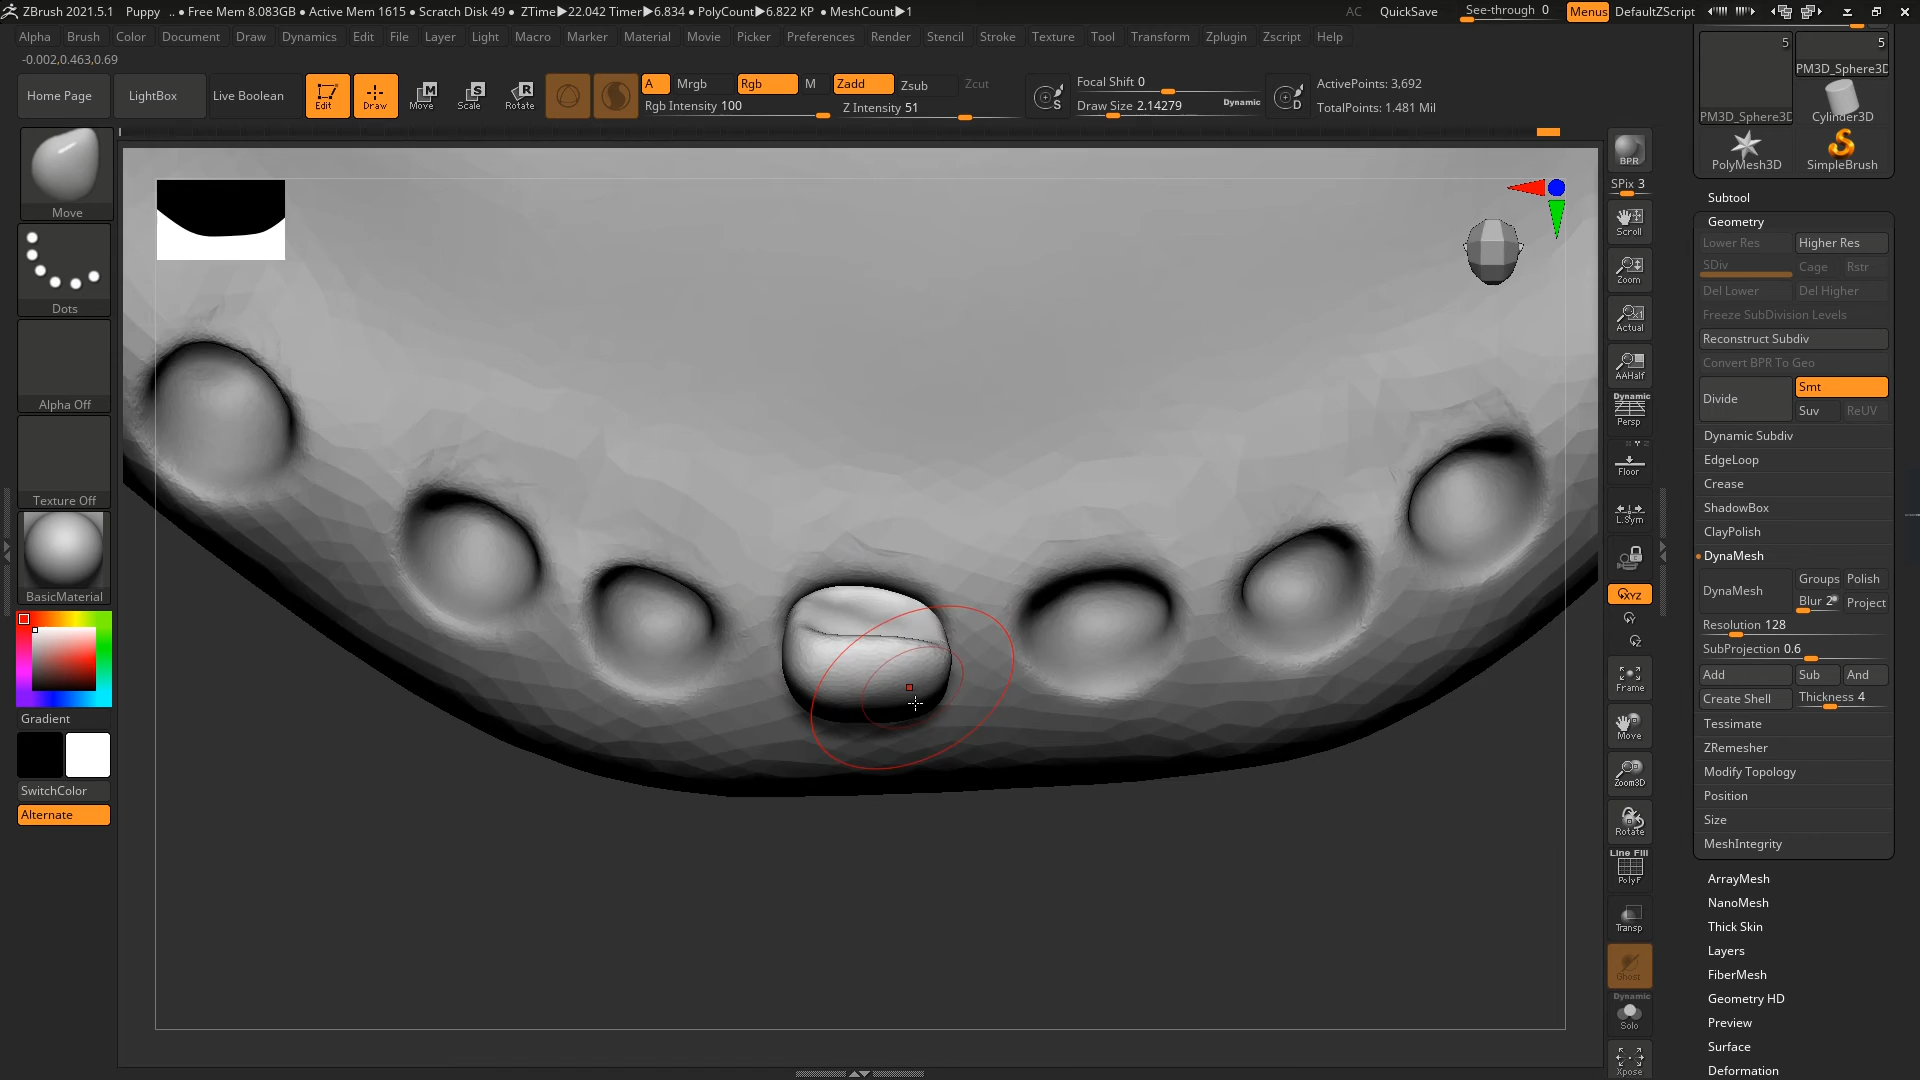 ZBrush 2021.5.1 Puppy .. ● Free Mem 8.083GB ● Active Mem 1615 ● Scratch Disk 49 ● ZTime▶22.042 Timer▶6.834 ● PolyCount▶6.822 KP ● MeshCount▶1 AC QuickSave See-through 0 Menus DefaultZScript
Alpha Brush Color Document Draw Dynamics Edit File Layer Light Macro Marker Material Movie Picker Preferences Render Stencil Stroke Texture Tool Transform Zplugin Zscript Help
-0.002,0.463,0.69
Home Page LightBox Live Boolean Edit Draw Move Scale Rotate
M S R
A Mrgb Rgb M Zadd Zsub Zcut
Rgb Intensity 100 Z Intensity 51
S Focal Shift 0
Draw Size 2.14279 Dynamic
D ActivePoints: 3,692
TotalPoints: 1.481 Mil
Move
Dots
Alpha Off
Texture Off
BasicMaterial
Gradient
SwitchColor
Alternate
BPR
SPix 3
Scroll
Zoom
Actual
AAHalf
Dynamic
Persp
Floor
L.Sym
XYZ
Frame
Move
Zoom3D
Rotate
Line Fill
PolyF
Transp
Ghost
Dynamic
Solo
Xpose
5 5
PM3D_Sphere3D
PM3D_Sphere3D Cylinder3D
PolyMesh3D SimpleBrush
Subtool
Geometry
Lower Res Higher Res
SDiv Cage Rstr
Del Lower Del Higher
Freeze SubDivision Levels
Reconstruct Subdiv
Convert BPR To Geo
Divide Smt
Suv ReUV
Dynamic Subdiv
EdgeLoop
Crease
ShadowBox
ClayPolish
DynaMesh
DynaMesh Groups Polish
Blur 2 Project
Resolution 128
SubProjection 0.6
Add Sub And
Create Shell Thickness 4
Tessimate
ZRemesher
Modify Topology
Position
Size
MeshIntegrity
ArrayMesh
NanoMesh
Thick Skin
Layers
FiberMesh
Geometry HD
Preview
Surface
Deformation